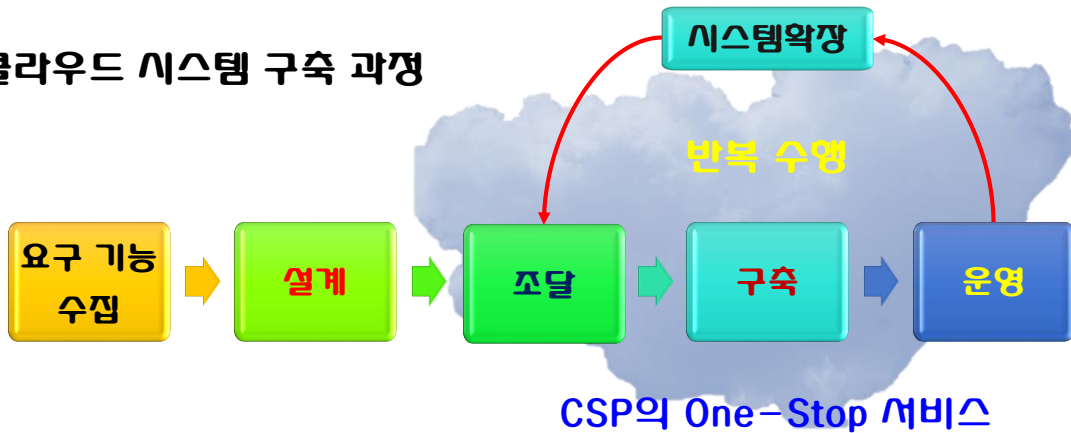 클라우드 시스템 구축 과정
시스템확장
반복 수행
요구 기능
수집
설계
조달
구축
운영
CSP의 One-Stop 서비스